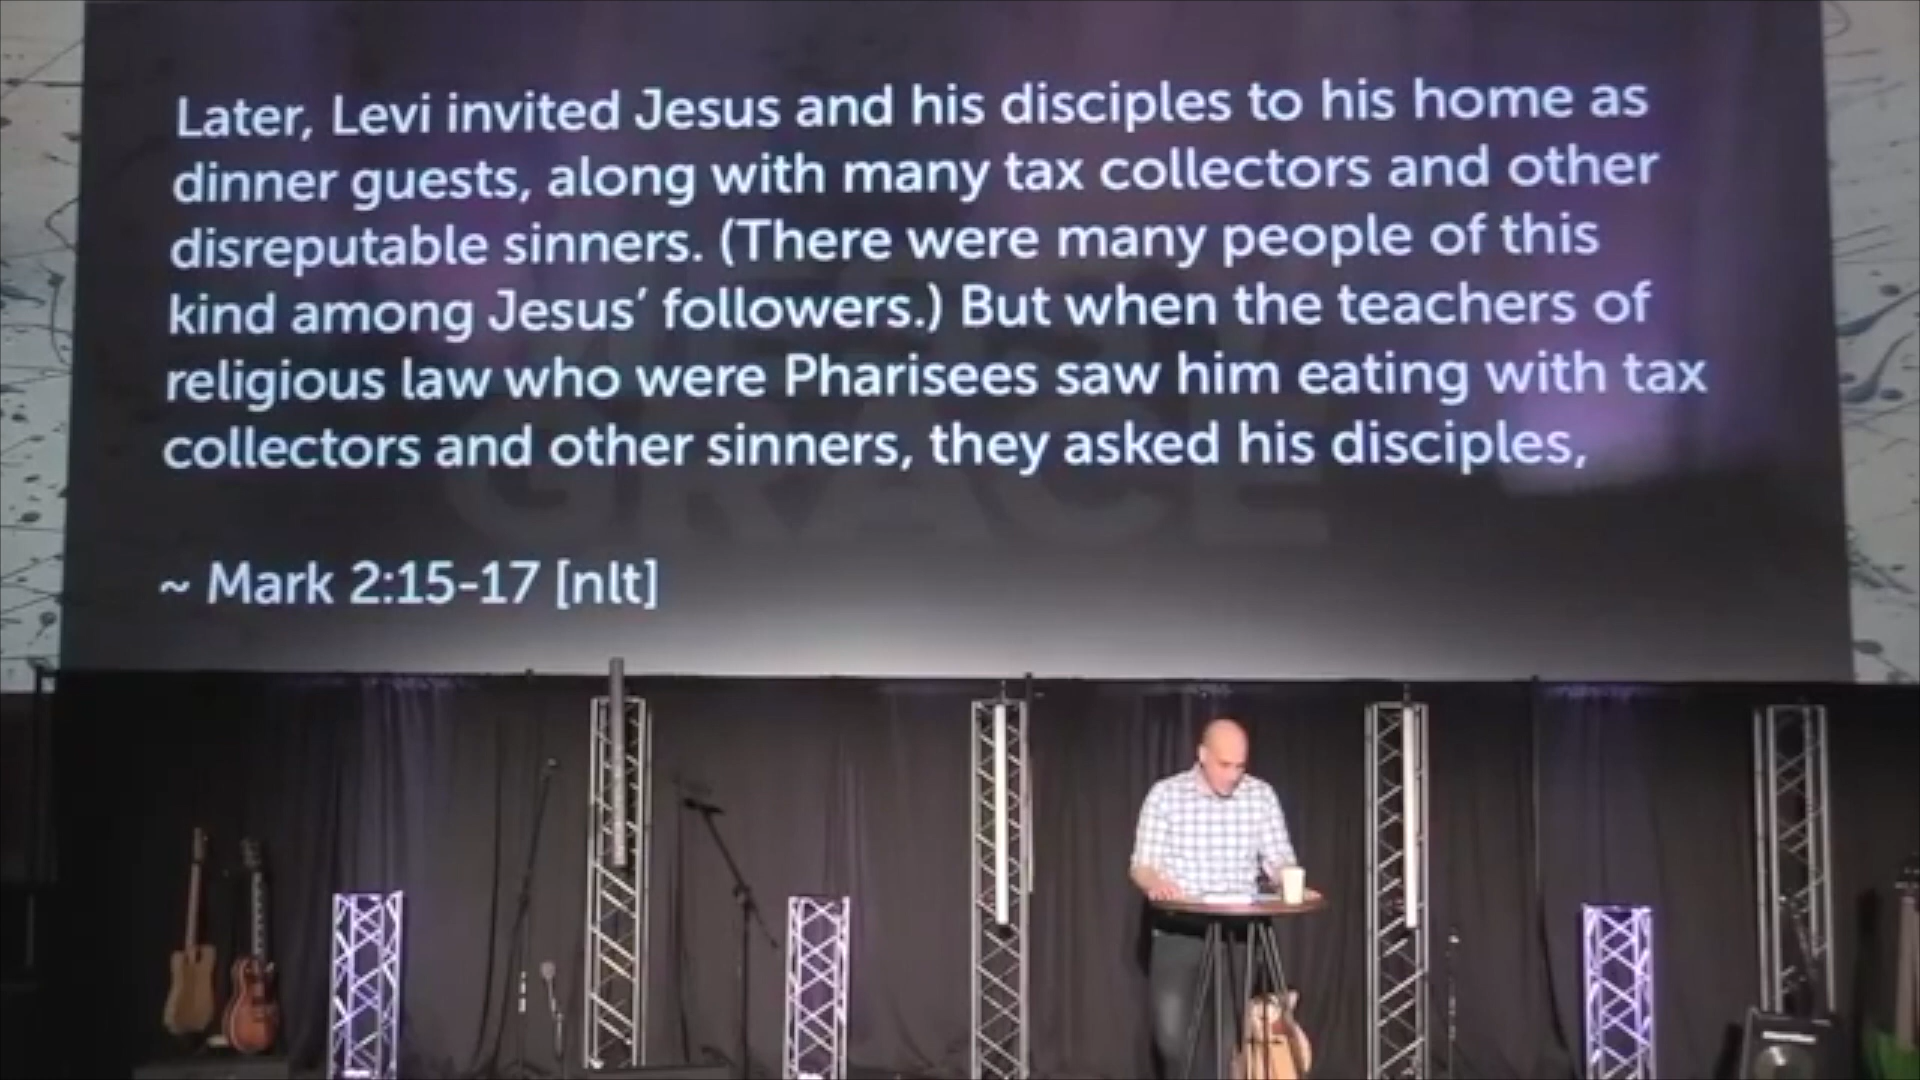 Later, Levi invited Jesus and his disciples to his home as
dinner guests, along with many tax collectors and other
disreputable sinners. (There were many people of this
kind among Jesus’ followers.) But when the teachers of
religious law who were Pharisees saw him eating with tax
collectors and other sinners, they asked his disciples,
GRACE
~ Mark 2:15-17 [nlt]